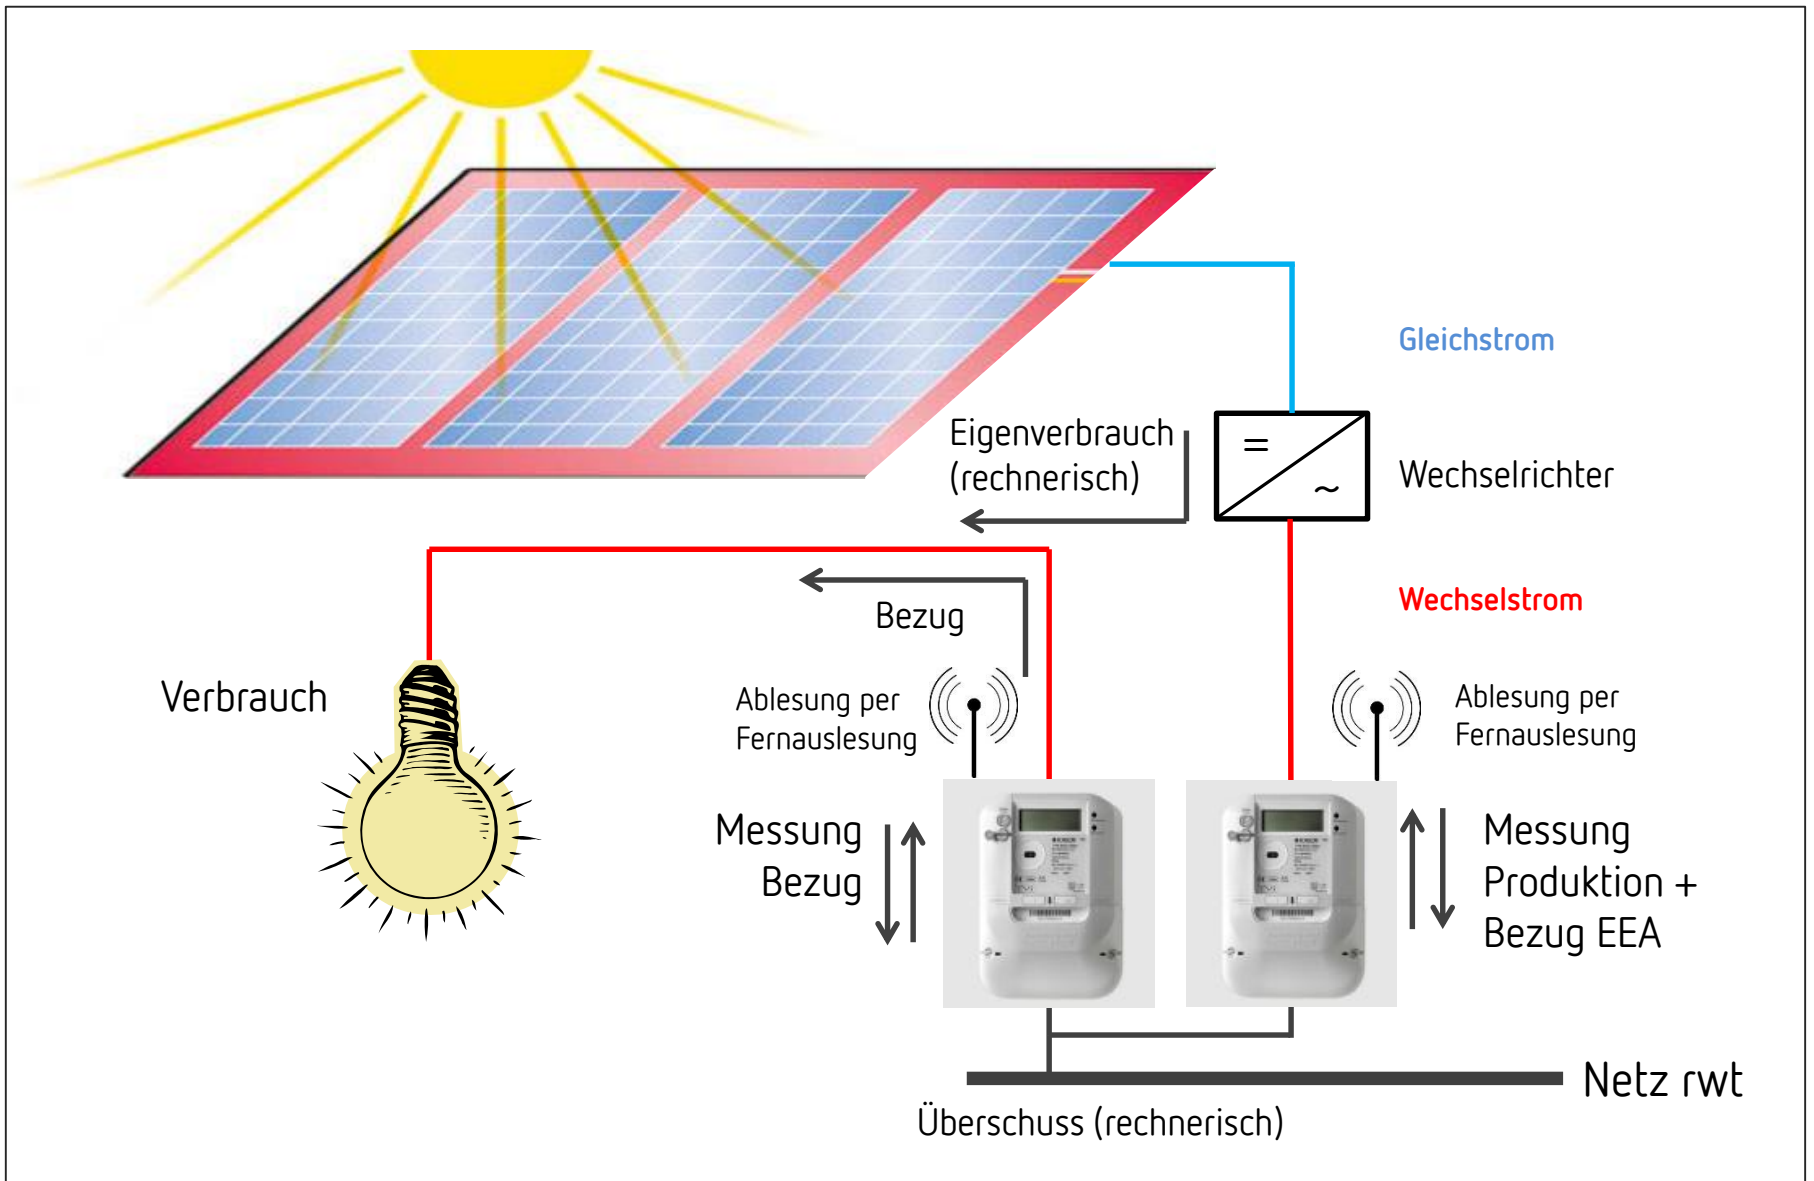 Gleichstrom
Eigenverbrauch
(rechnerisch)
=
~
Wechselrichter
Wechselstrom
Bezug
Verbrauch
Ablesung per
Fernauslesung
Ablesung per
Fernauslesung
Messung
Bezug
Messung
Produktion +
Bezug EEA
Netz rwt
Überschuss (rechnerisch)